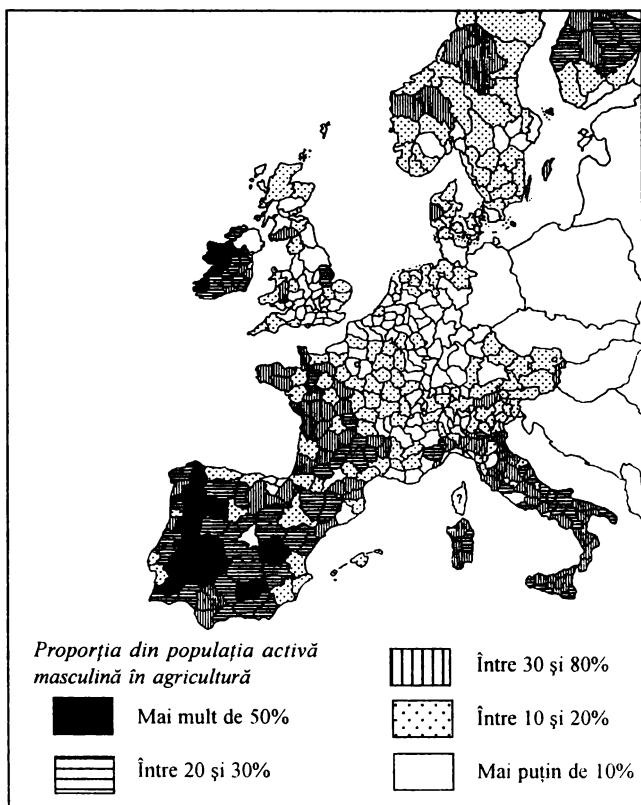 ?
Proporția din populația activă
masculină în agricultură
Mai mult de 50%
Între 20 și 30%
Între 30 și 80%
Între 10 și 20%
Mai puțin de 10%